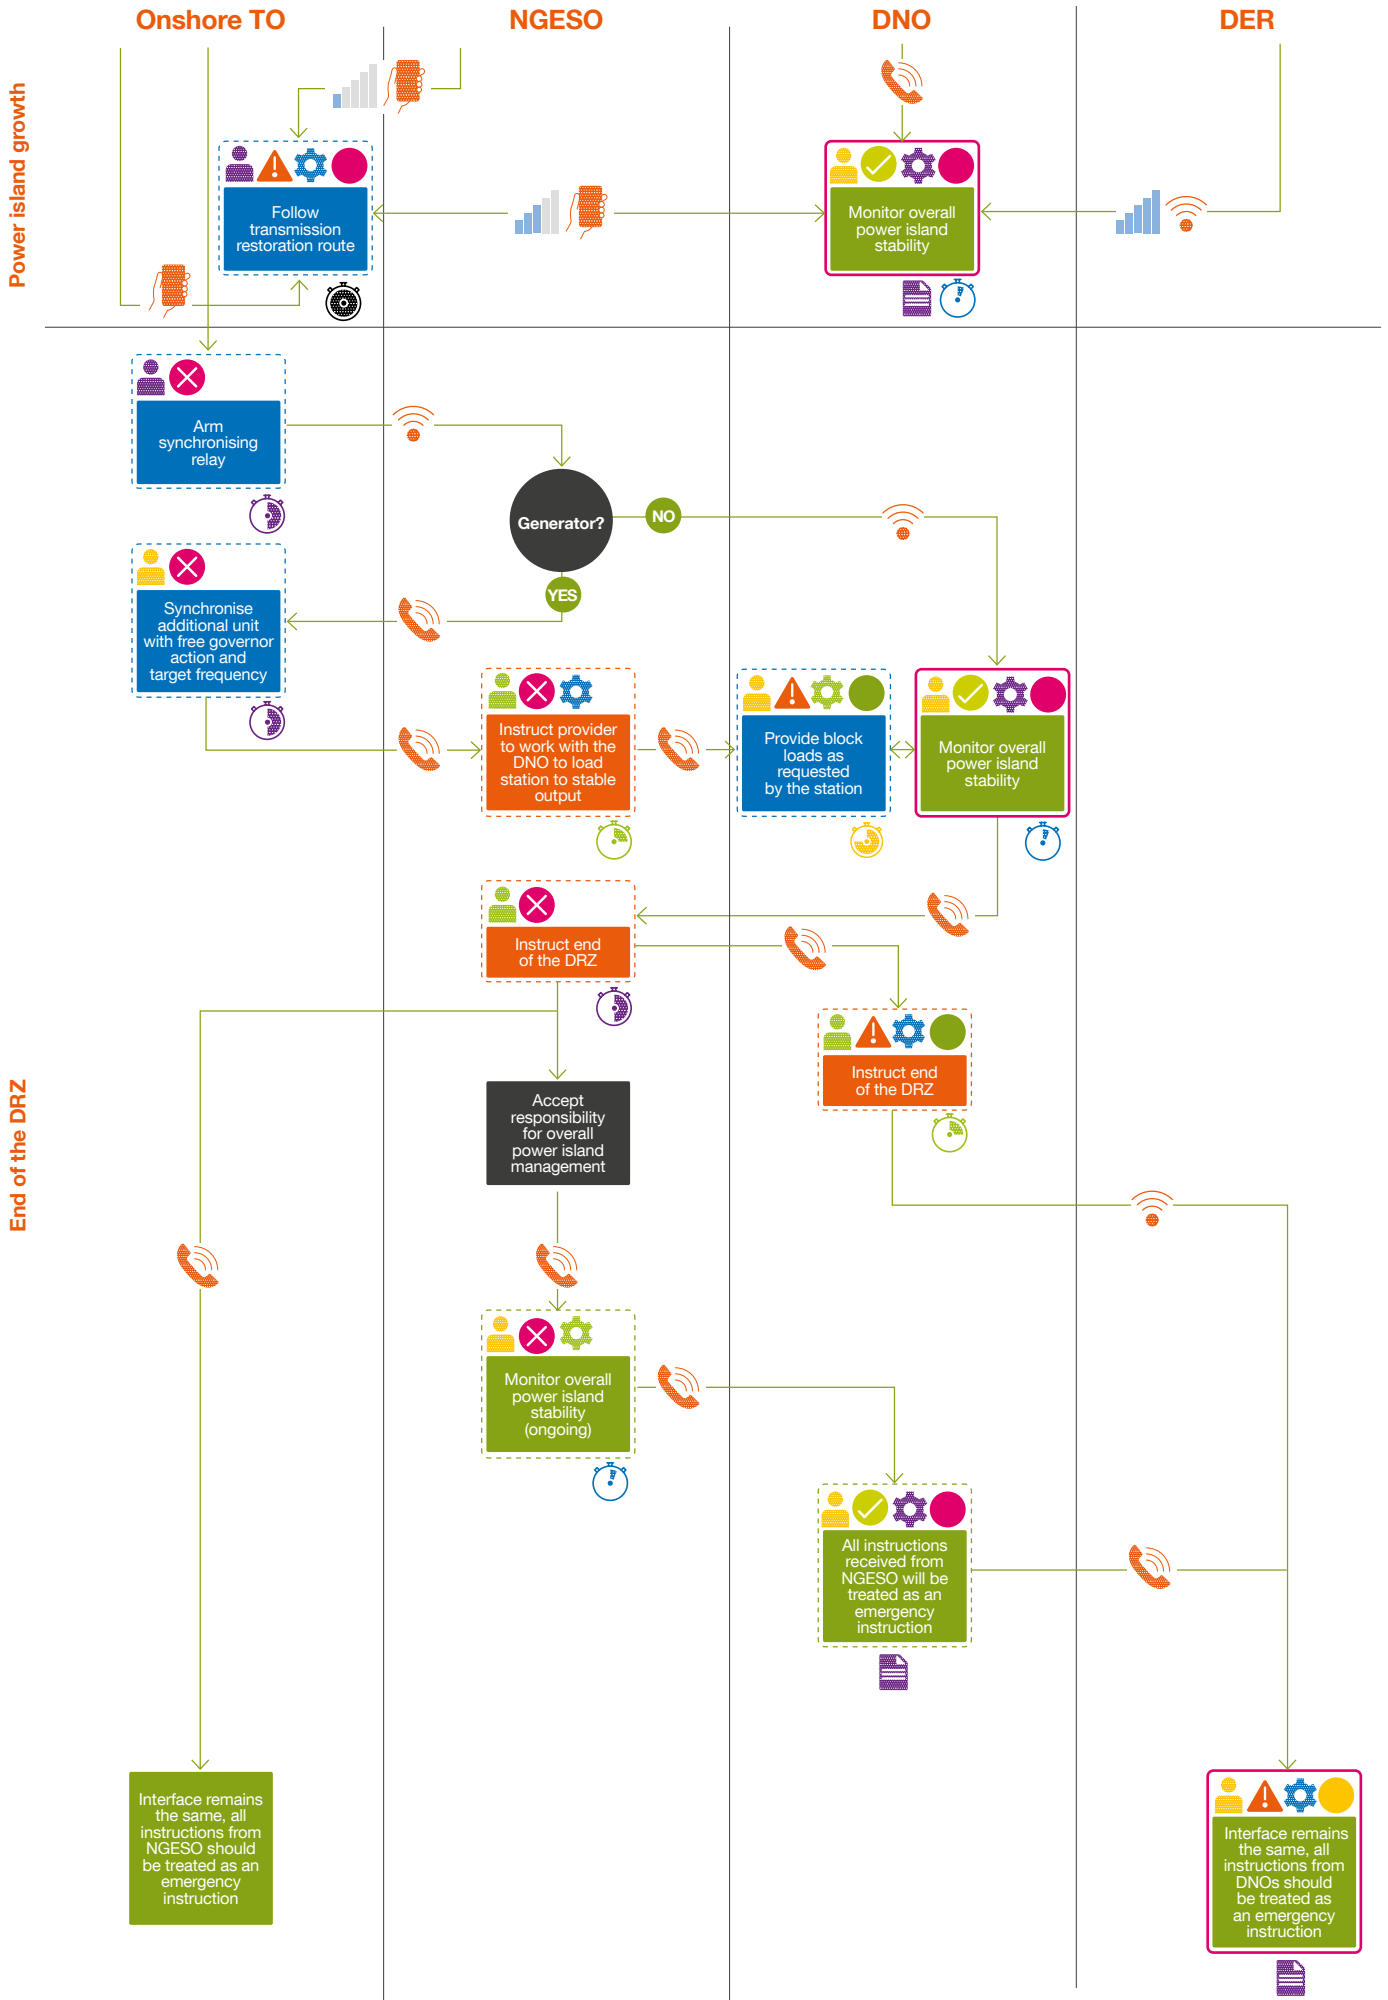 Onshore TO
NGESO
DNO
DER
Power island growth
Follow
transmission
restoration route
Monitor overall
power island
stability
End of the DRZ
Arm
synchronising
relay
Generator?
NO
YES
Synchronise
additional unit
with free governor
action and
target frequency
Instruct provider
to work with the
DNO to load
station to stable
output
Provide block
loads as
requested
by the station
Monitor overall
power island
stability
Instruct end
of the DRZ
Instruct end
of the DRZ
Accept
responsibility
for overall
power island
management
Monitor overall
power island
stability
(ongoing)
All instructions
received from
NGESO will be
treated as an
emergency
instruction
Interface remains
the same, all
instructions from
NGESO should
be treated as an
emergency
instruction
Interface remains
the same, all
instructions from
DNOs should
be treated as
an emergency
instruction